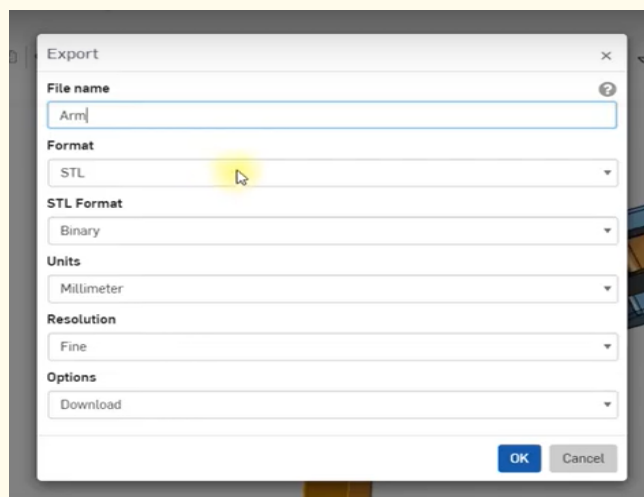 Export
File name
Arm
Format
STL
STL Format
Binary
Units
Millimeter
Resolution
Fine
Options
Download
OK Cancel